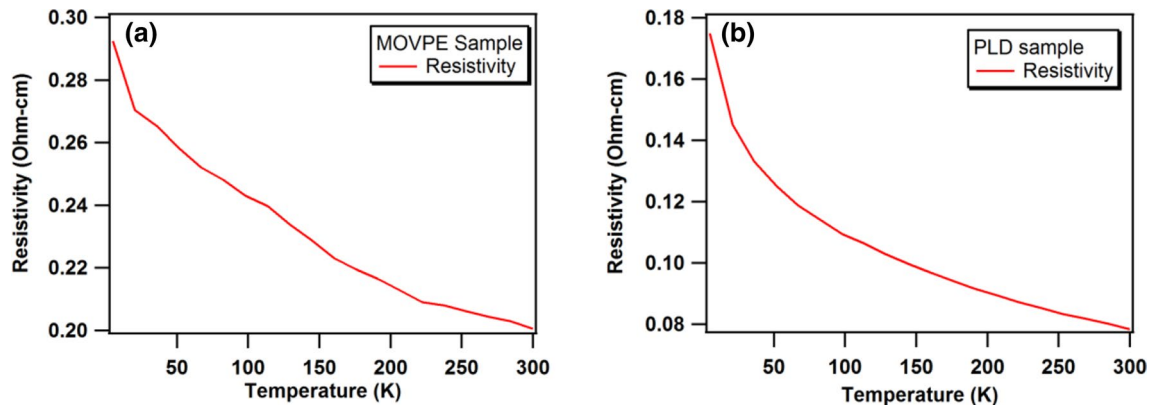 (a)
MOVPE Sample
Resistivity
0.30
0.28
0.26
0.24
0.22
0.20
Resistivity (Ohm-cm)
50
100
150
200
250
300
Temperature (K)
(b)
PLD sample
Resistivity
0.18
0.16
0.14
0.12
0.10
0.08
Resistivity (Ohm-cm)
50
100
150
200
250
300
Temperature (K)